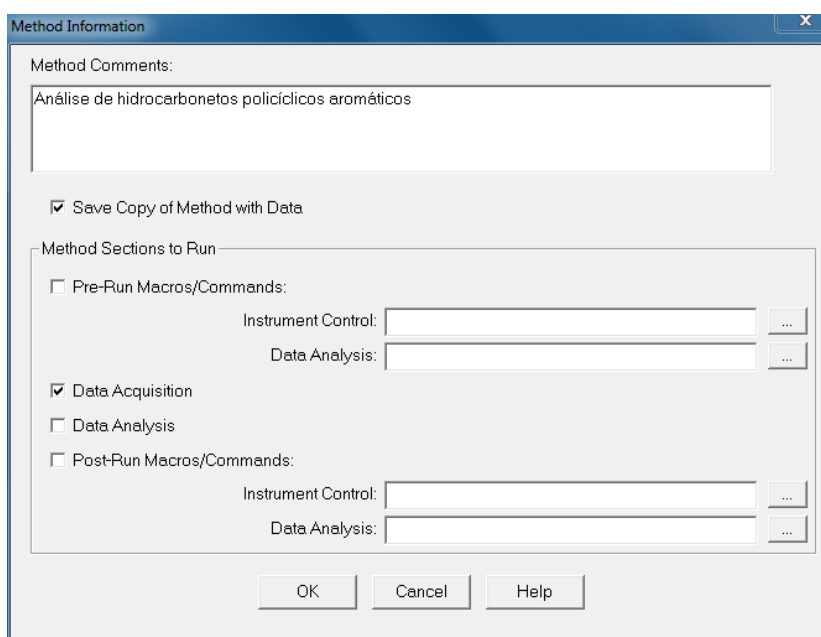 Method Information
x
Method Comments:
Análise de hidrocarbonetos policíclicos aromáticos
Save Copy of Method with Data
Method Sections to Run
Pre-Run Macros/Commands:
Instrument Control:
...
Data Analysis:
...
Data Acquisition
Data Analysis
Post-Run Macros/Commands:
Instrument Control:
...
Data Analysis:
...
OK Cancel Help